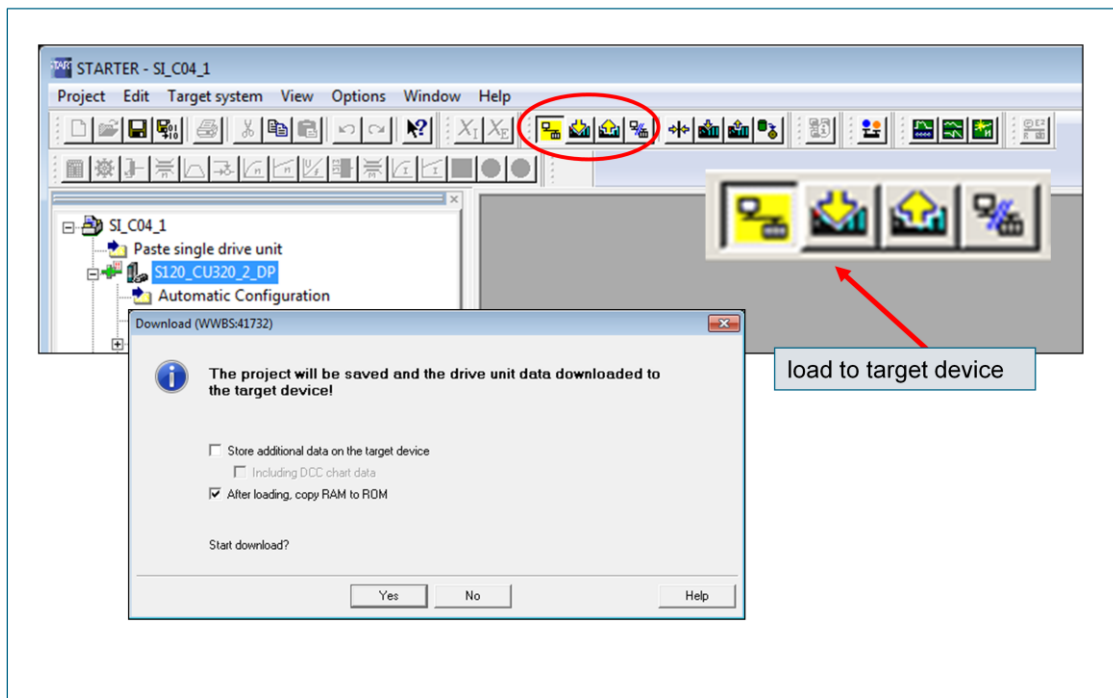 STARTER - SI_C04_1
Project Edit Target system View Options Window Help
SI_C04_1
Paste single drive unit
S120_CU320_2_DP
Automatic Configuration
load to target device
Download (WWBS:41732)
The project will be saved and the drive unit data downloaded to
the target device!
Store additional data on the target device
Including DCC chart data
After loading, copy RAM to ROM
Start download?
Yes No Help